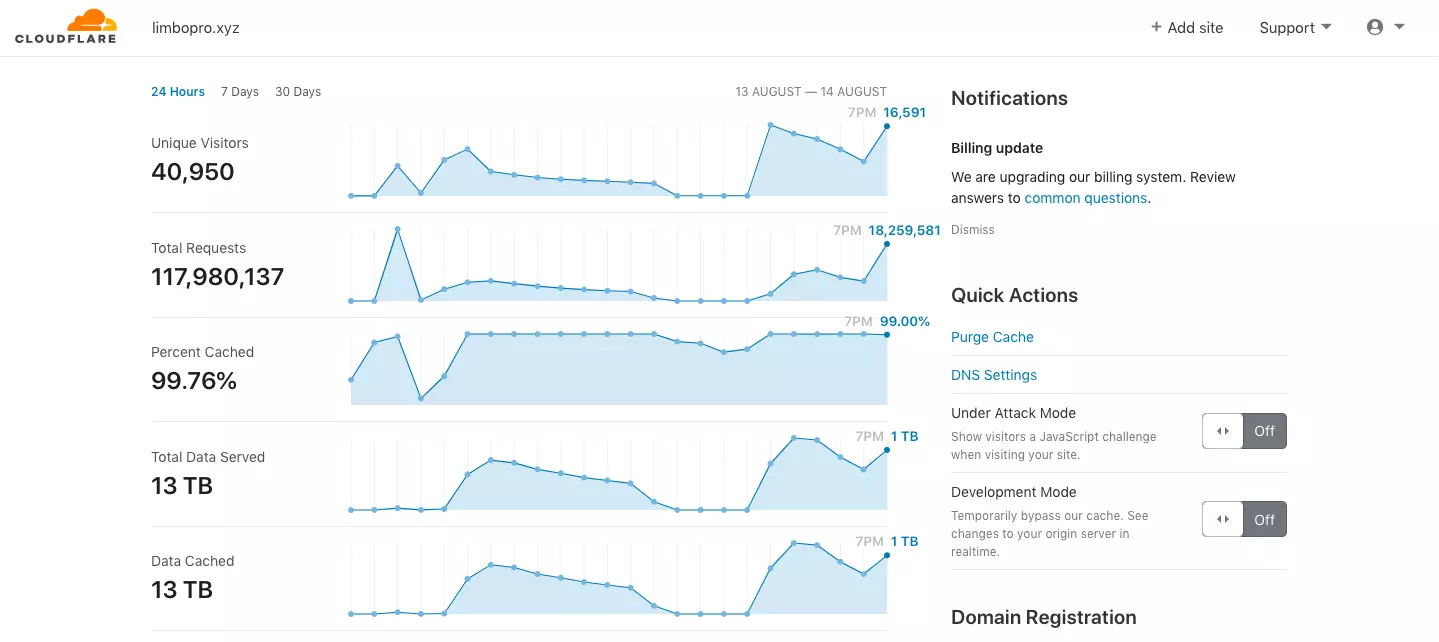 CLOUDFLARE
limbopro.xyz
+ Add site
Support
24 Hours 7 Days 30 Days
13 AUGUST — 14 AUGUST
Unique Visitors
40,950
7PM 16,591
Total Requests
117,980,137
7PM 18,259,581
Percent Cached
99.76%
7PM 99.00%
Total Data Served
13 TB
7PM 1 TB
Data Cached
13 TB
7PM 1 TB
Notifications
Billing update
We are upgrading our billing system. Review
answers to common questions.
Dismiss
Quick Actions
Purge Cache
DNS Settings
Under Attack Mode
Show visitors a JavaScript challenge
when visiting your site.
Off
Development Mode
Temporarily bypass our cache. See
changes to your origin server in
realtime.
Off
Domain Registration